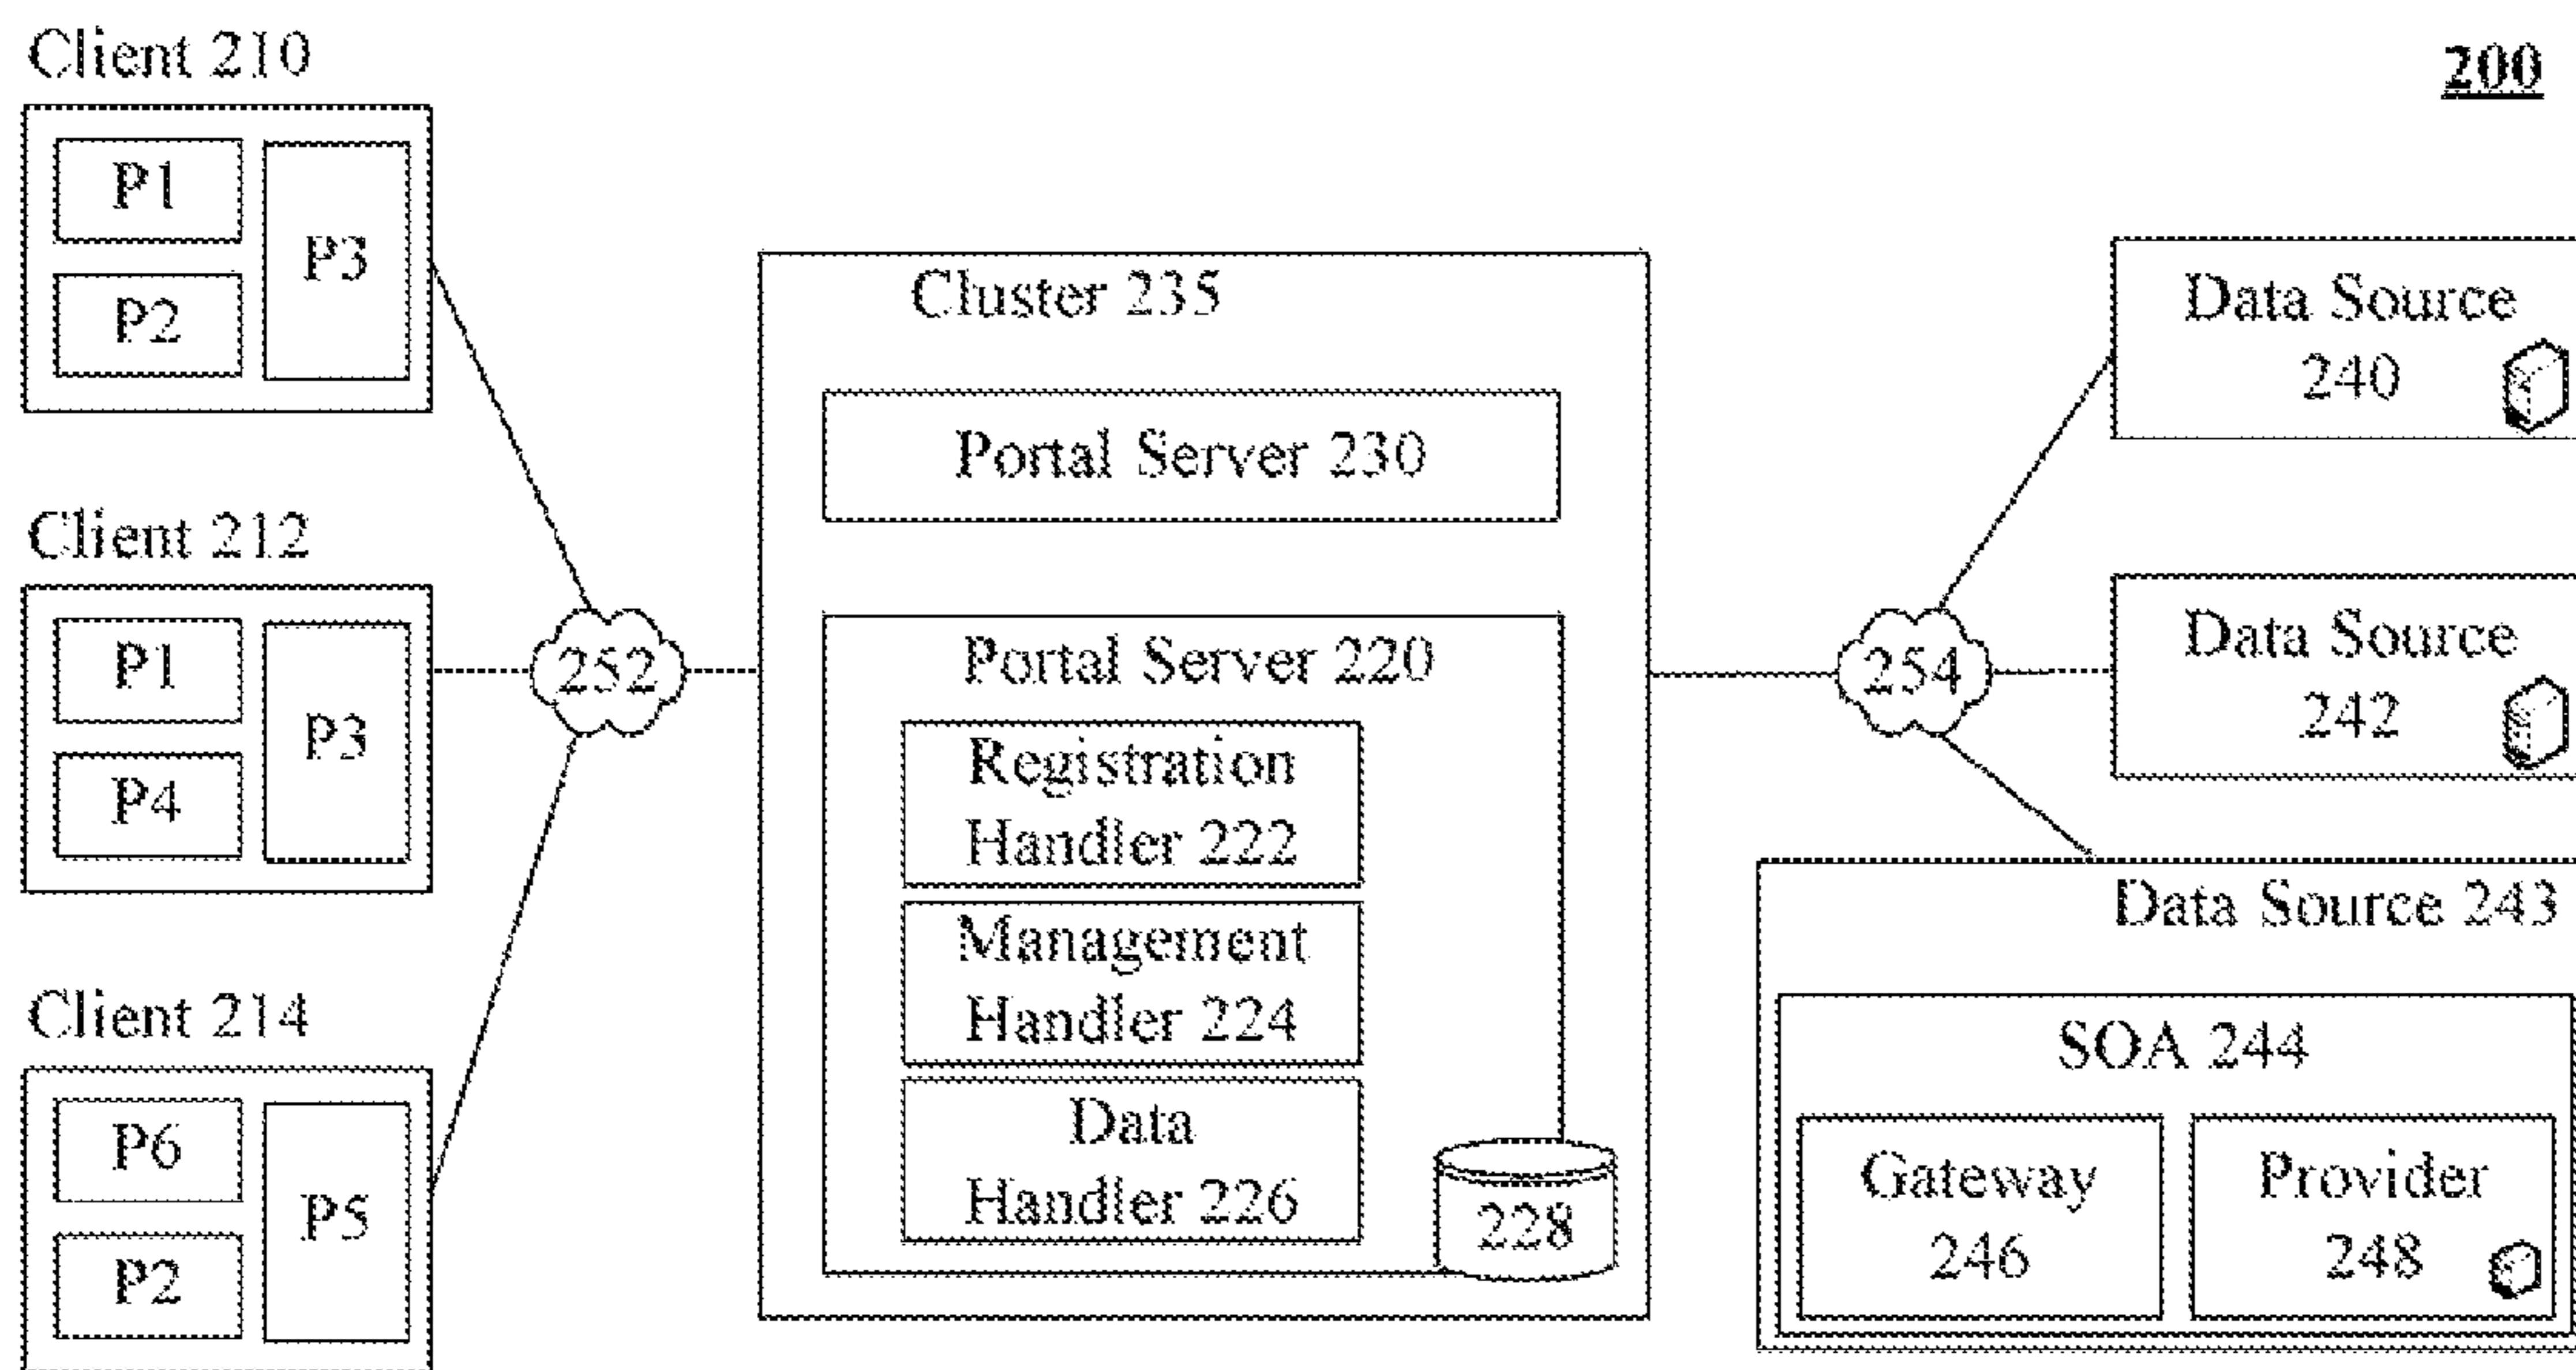 200
Client 210
P1
P2
P3
Client 212
P1
P4
P3
Client 214
P6
P2
P5
252
Cluster 235
Portal Server 230
Portal Server 220
Registration
Handler 222
Management
Handler 224
Data
Handler 226
228
254
Data Source
240
Data Source
242
Data Source 243
SOA 244
Gateway
246
Provider
248